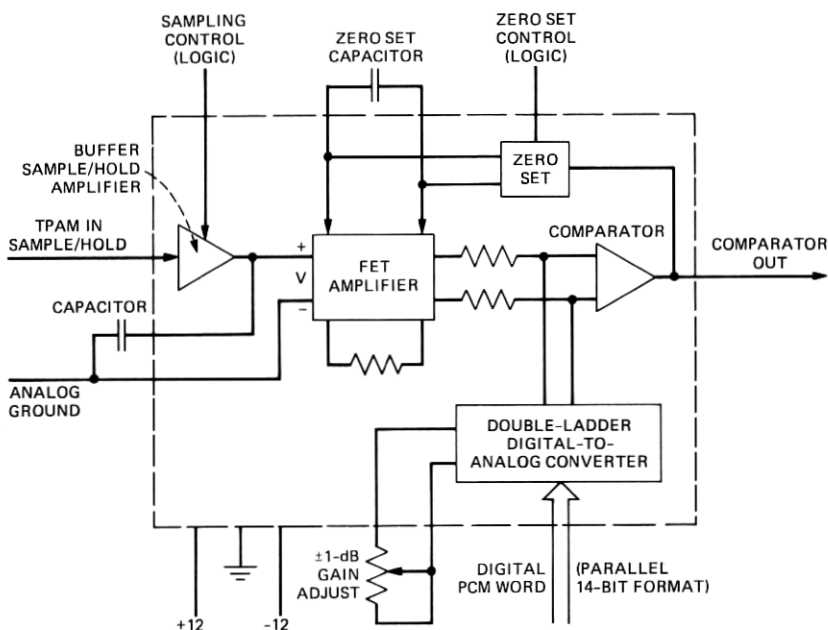 SAMPLING
CONTROL
(LOGIC)
ZERO SET
CAPACITOR
ZERO SET
CONTROL
(LOGIC)
BUFFER
SAMPLE/HOLD
AMPLIFIER
ZERO
SET
TPAM IN
SAMPLE/HOLD
COMPARATOR
COMPARATOR
OUT
+
V
–
FET
AMPLIFIER
CAPACITOR
ANALOG
GROUND
DOUBLE-LADDER
DIGITAL-TO-
ANALOG CONVERTER
±1-dB
GAIN
ADJUST
DIGITAL
PCM WORD
(PARALLEL
14-BIT FORMAT)
+12
-12